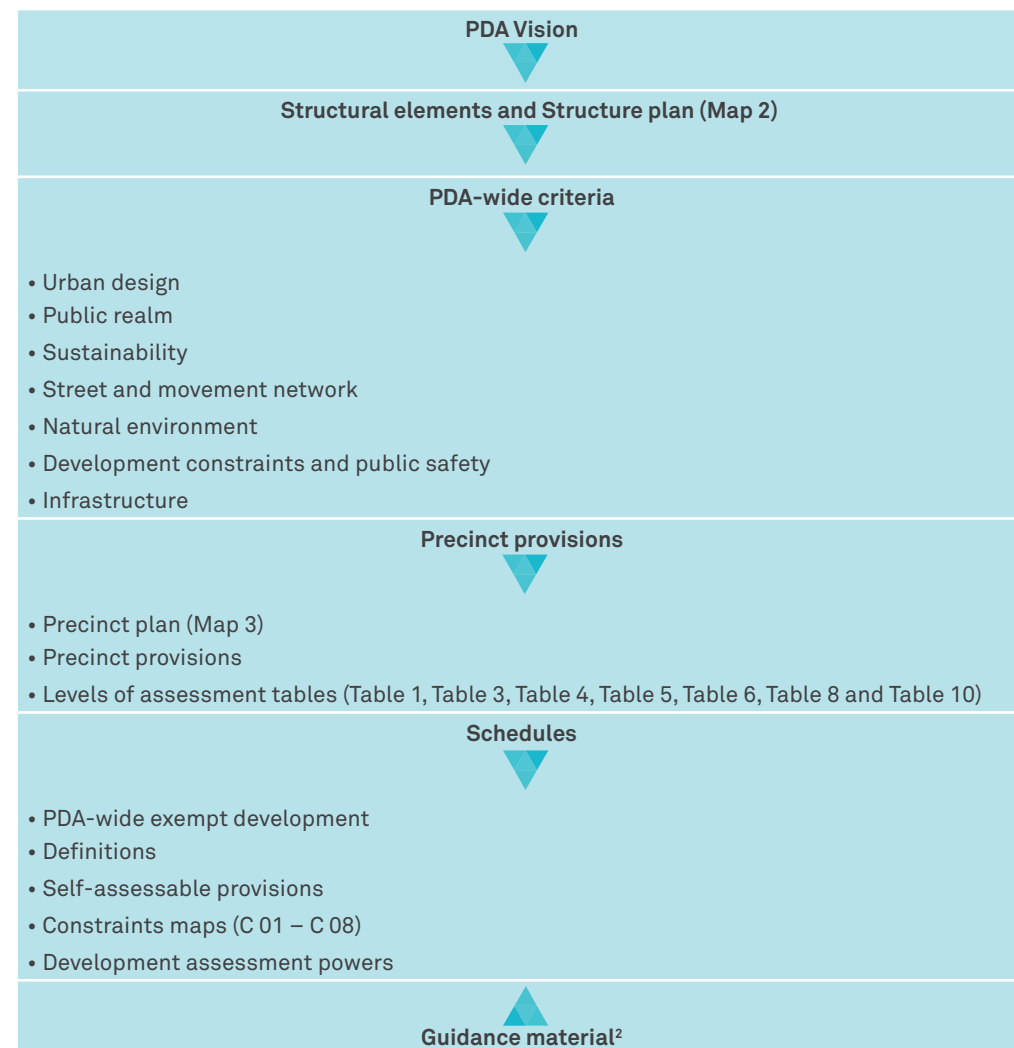 PDA Vision
Structural elements and Structure plan (Map 2)
PDA-wide criteria
• Urban design
• Public realm
• Sustainability
• Street and movement network
• Natural environment
• Development constraints and public safety
• Infrastructure
Precinct provisions
• Precinct plan (Map 3)
• Precinct provisions
• Levels of assessment tables (Table 1, Table 3, Table 4, Table 5, Table 6, Table 8 and Table 10)
Schedules
• PDA-wide exempt development
• Definitions
• Self-assessable provisions
• Constraints maps (C 01 – C 08)
• Development assessment powers
Guidance material²